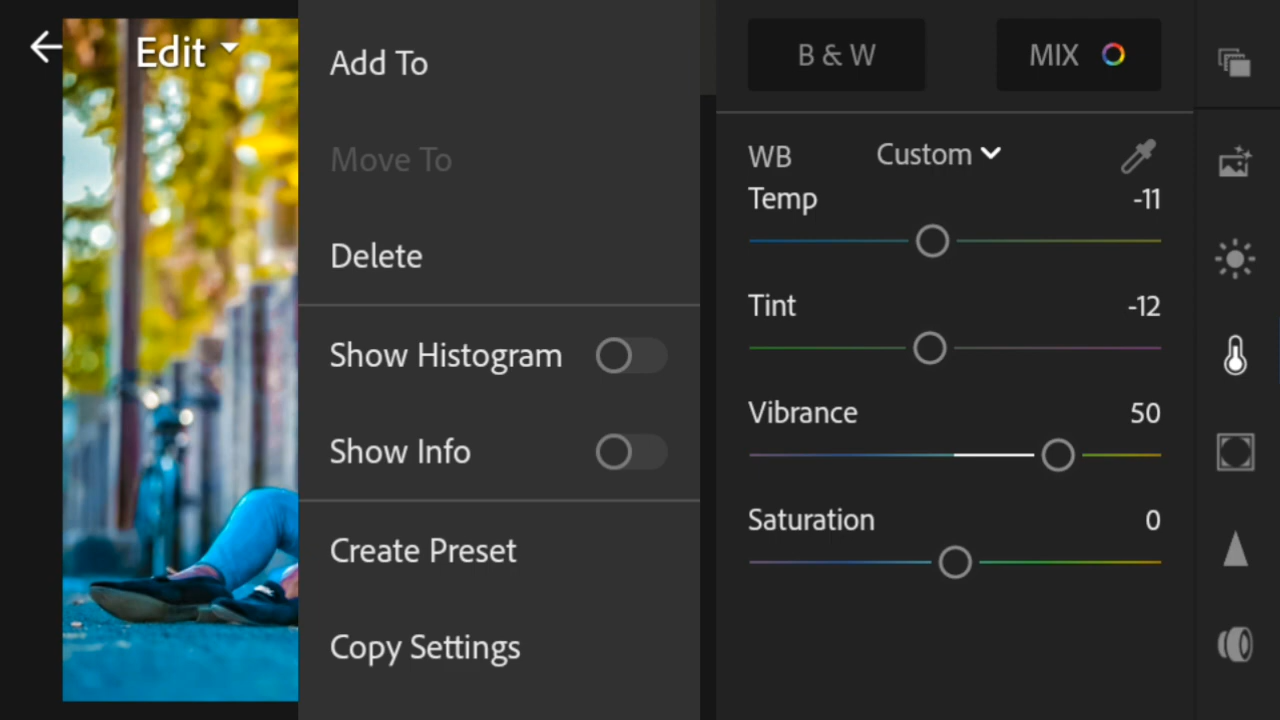 Edit
Add To
Move To
Delete
Show Histogram
Show Info
Create Preset
Copy Settings
B & W
MIX
WB Custom
Temp -11
Tint -12
Vibrance 50
Saturation 0